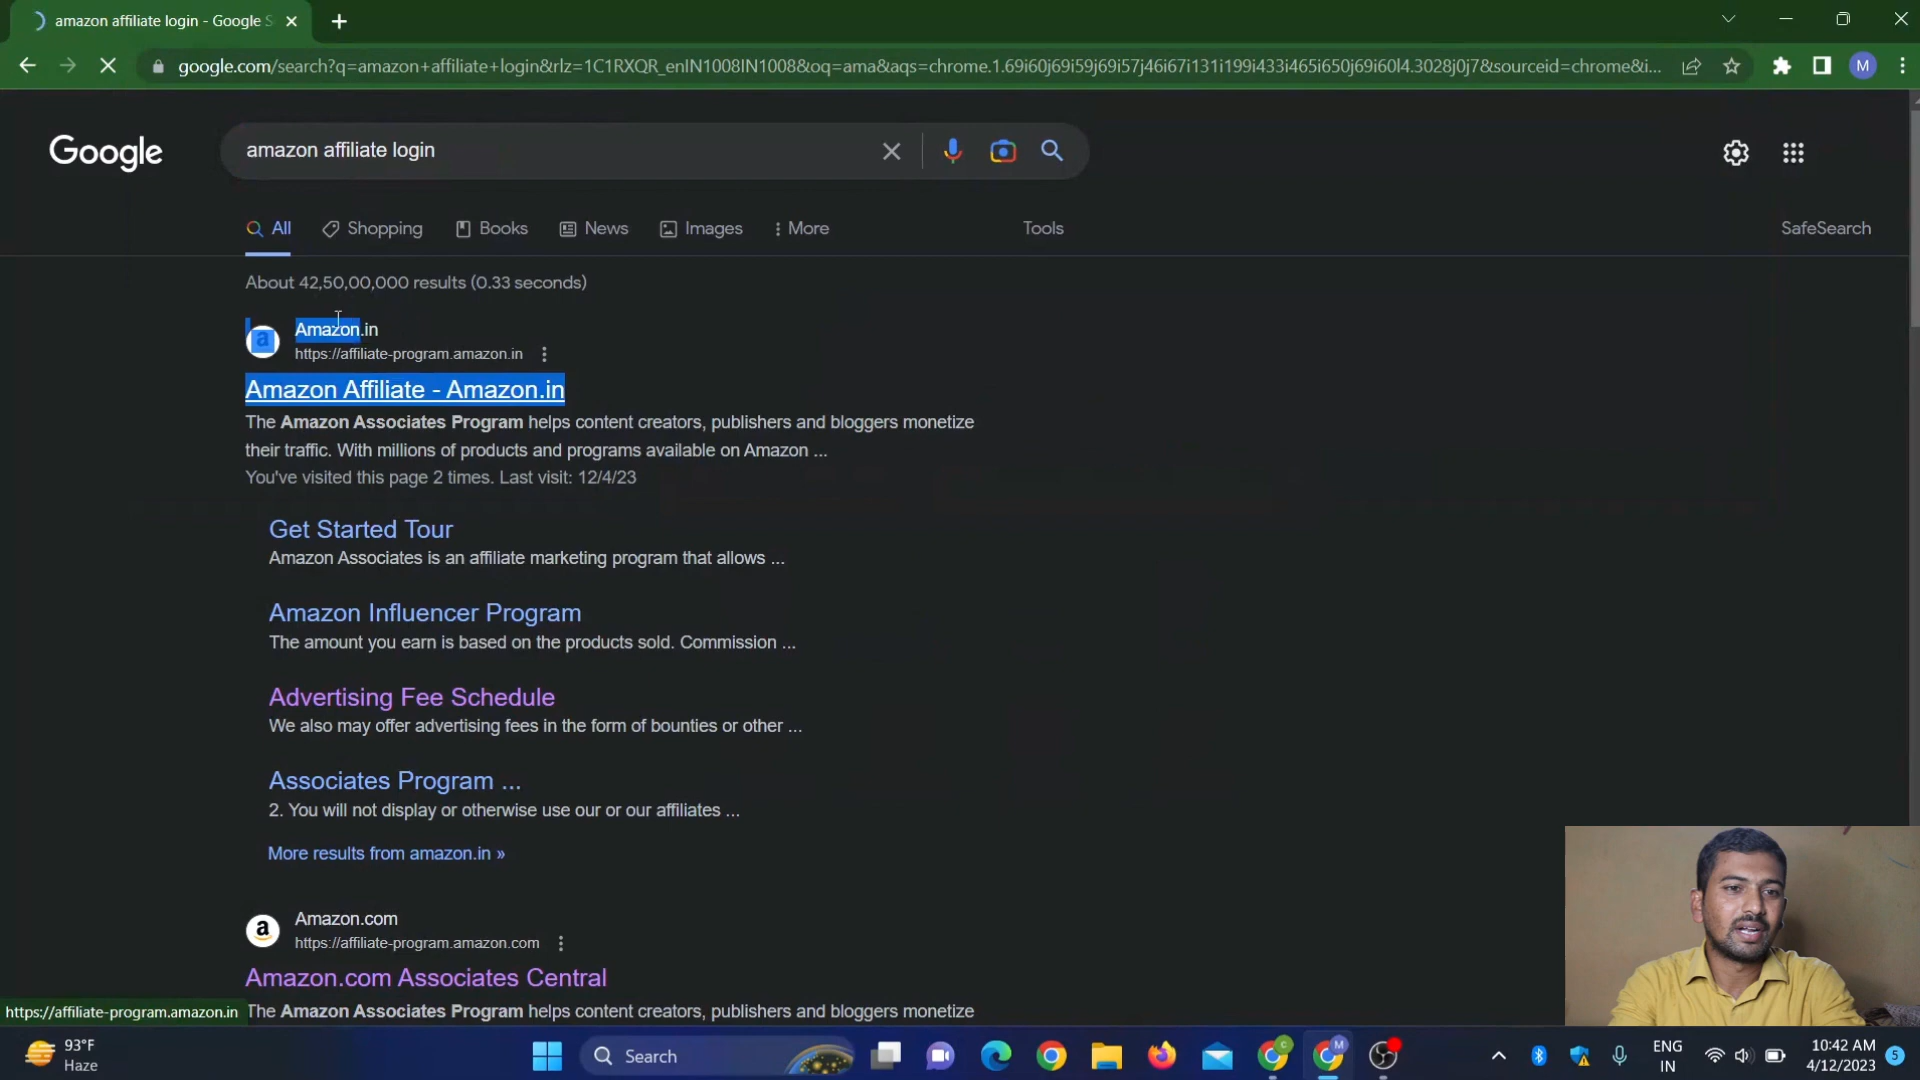 amazon affiliate login - Google S
google.com/search?q=amazon+affiliate+login&rlz=1C1RXQR_enIN1008IN1008&oq=ama&aqs=chrome.1.69i60j69i59j69i57j46i67i131i199i433i465i650j69i60l4.3028j0j7&sourceid=chrome&i...
M
Google
amazon affiliate login
All
Shopping
Books
News
Images
More
Tools
SafeSearch
About 42,50,00,000 results (0.33 seconds)
a
Amazon.in
https://affiliate-program.amazon.in
Amazon Affiliate - Amazon.in
The Amazon Associates Program helps content creators, publishers and bloggers monetize
their traffic. With millions of products and programs available on Amazon ...
You've visited this page 2 times. Last visit: 12/4/23
Get Started Tour
Amazon Associates is an affiliate marketing program that allows ...
Amazon Influencer Program
The amount you earn is based on the products sold. Commission ...
Advertising Fee Schedule
We also may offer advertising fees in the form of bounties or other ...
Associates Program ...
2. You will not display or otherwise use our or our affiliates ...
More results from amazon.in »
a
Amazon.com
https://affiliate-program.amazon.com
Amazon.com Associates Central
The Amazon Associates Program helps content creators, publishers and bloggers monetize
https://affiliate-program.amazon.in
93°F
Haze
Search
C
M
ENG
IN
10:42 AM
4/12/2023
5